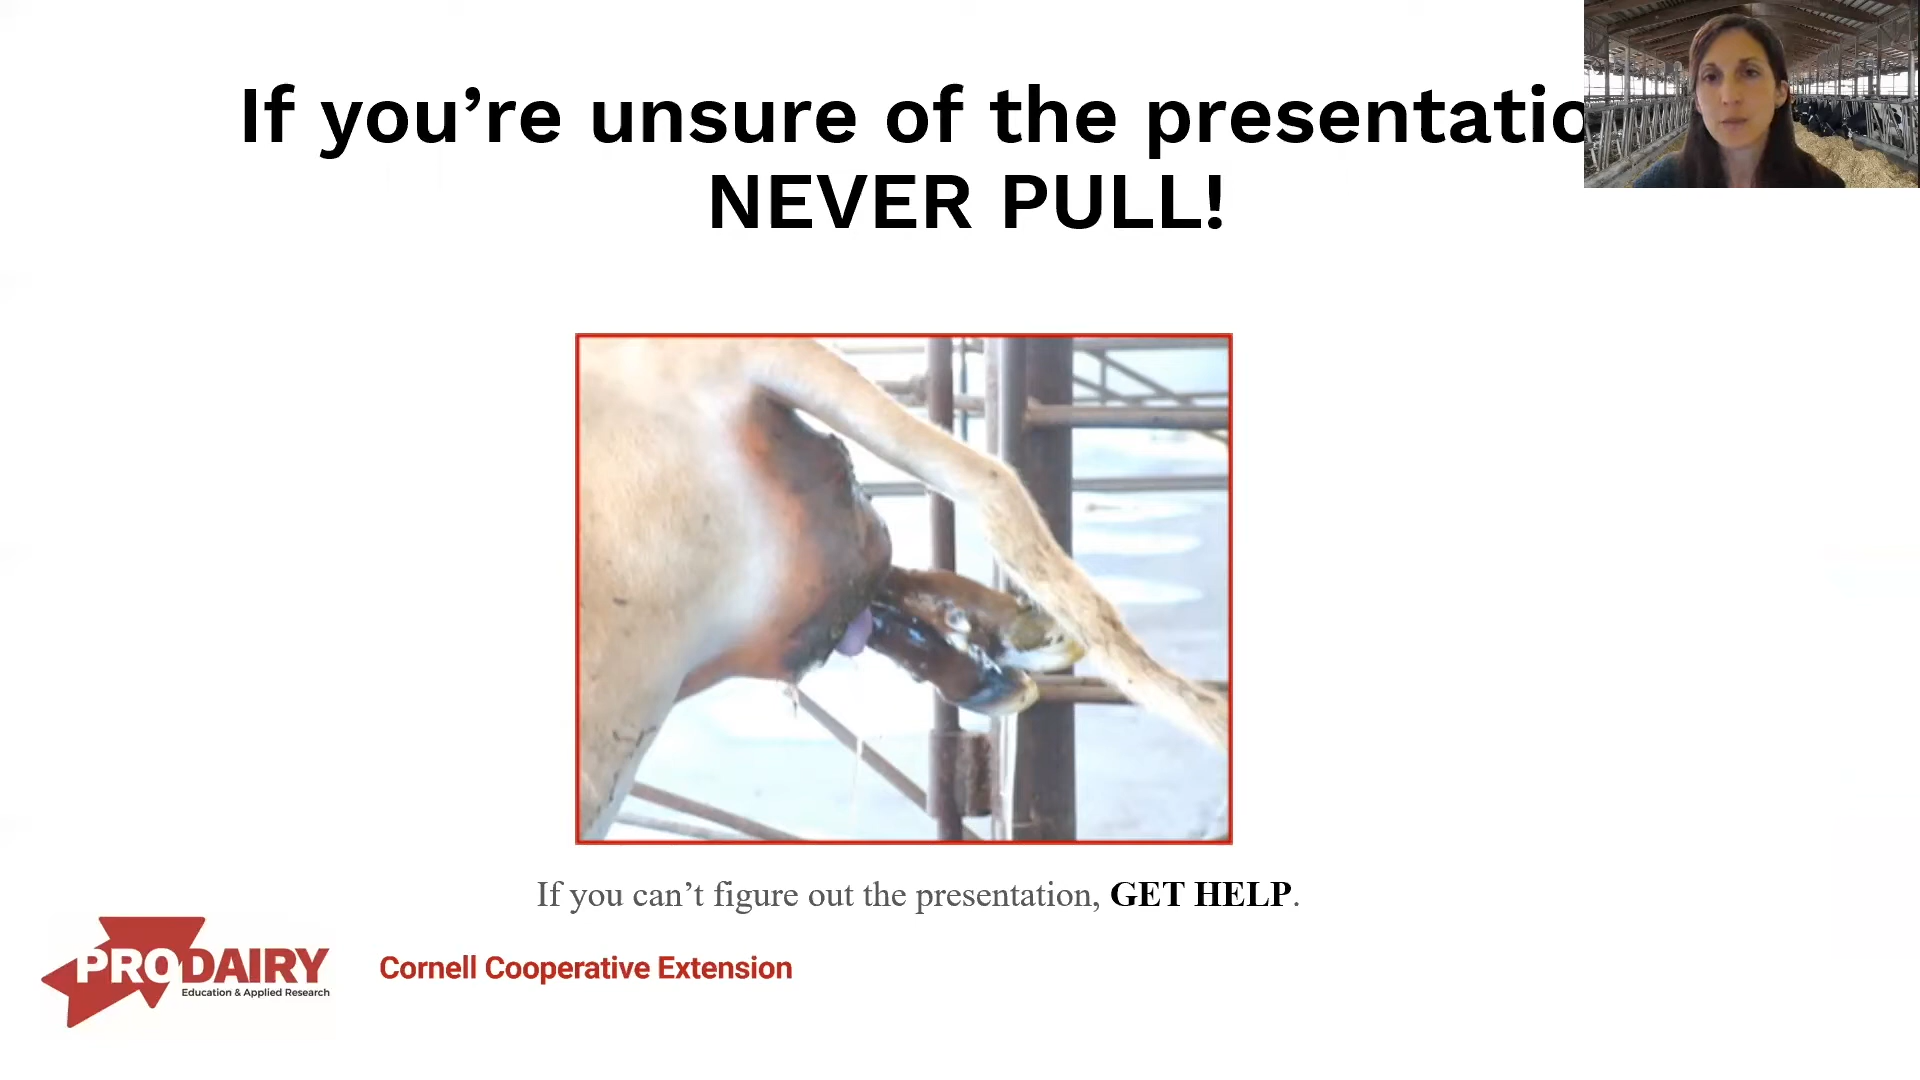 If you’re unsure of the presentatio
NEVER PULL!
If you can’t figure out the presentation, GET HELP.
PRODAIRY
Education & Applied Research
Cornell Cooperative Extension